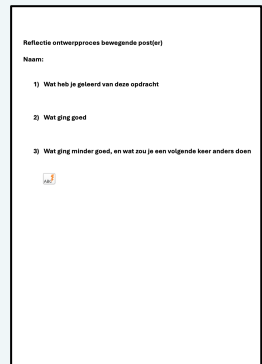 Reflectie ontwerpproces bewegende post(er)
Naam:
1) Wat heb je geleerd van deze opdracht
2) Wat ging goed
3) Wat ging minder goed, en wat zou je een volgende keer anders doen
ABC